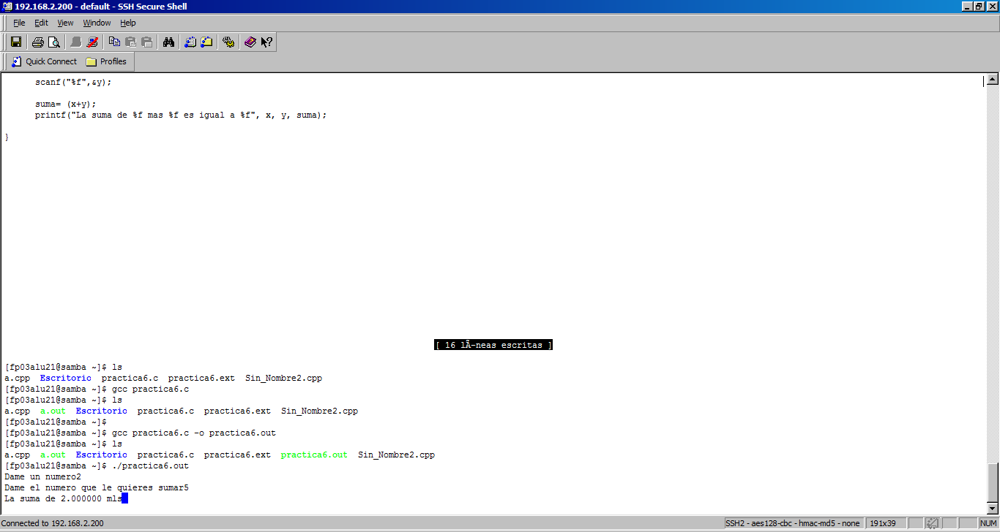 192.168.2.200 - default - SSH Secure Shell
File Edit View Window Help
Quick Connect Profiles
scanf("%f",&y);
suma= (x+y);
printf("La suma de %f mas %f es igual a %f", x, y, suma);
}
[ 16 lÃ-neas escritas ]
[fp03alu21@samba ~]$ ls
a.cpp Escritorio practica6.c practica6.ext Sin_Nombre2.cpp
[fp03alu21@samba ~]$ gcc practica6.c
[fp03alu21@samba ~]$ ls
a.cpp a.out Escritorio practica6.c practica6.ext Sin_Nombre2.cpp
[fp03alu21@samba ~]$
[fp03alu21@samba ~]$ gcc practica6.c -o practica6.out
[fp03alu21@samba ~]$ ls
a.cpp a.out Escritorio practica6.c practica6.ext practica6.out Sin_Nombre2.cpp
[fp03alu21@samba ~]$ ./practica6.out
Dame un numero2
Dame el numero que le quieres sumar5
La suma de 2.000000 mls
Connected to 192.168.2.200 SSH2 - aes128-cbc - hmac-md5 - none 191x39 NUM